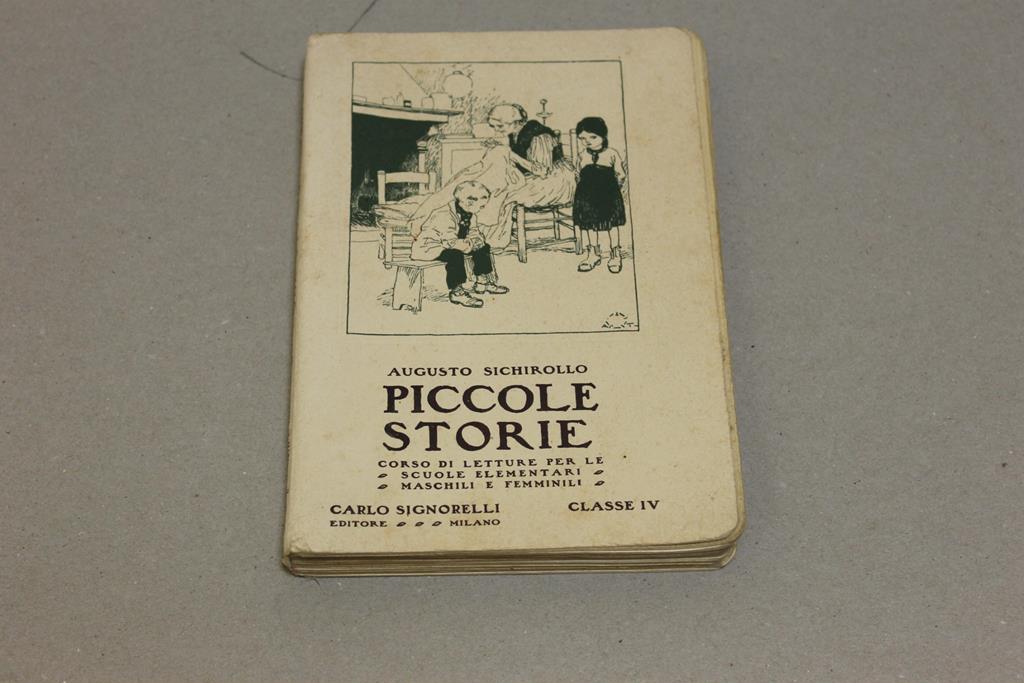 AUGUSTO SICHIROLLO
PICCOLE
STORIE
CORSO DI LETTURE PER LE
SCUOLE ELEMENTARI
MASCHILI E FEMMINILI
CARLO SIGNORELLI
EDITORE MILANO
CLASSE IV